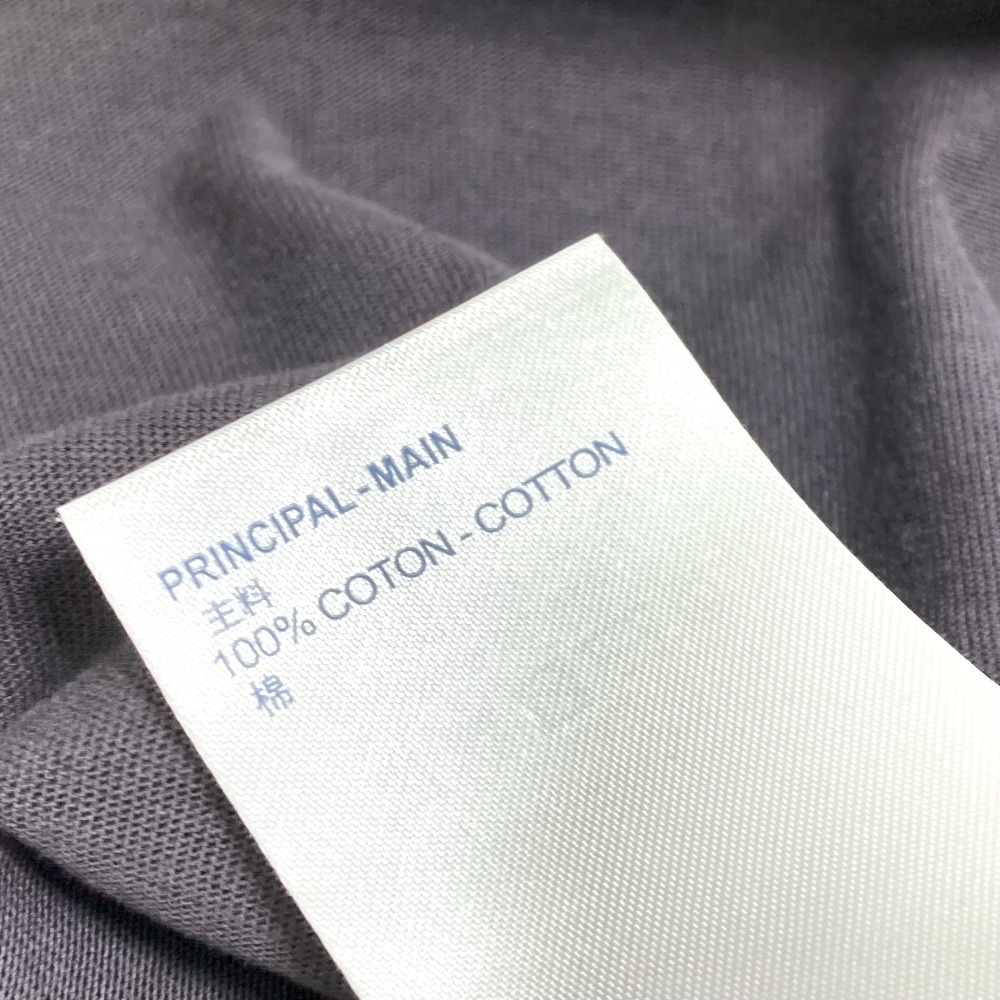 PRINCIPAL - MAIN
主料
100% COTON - COTTON
棉